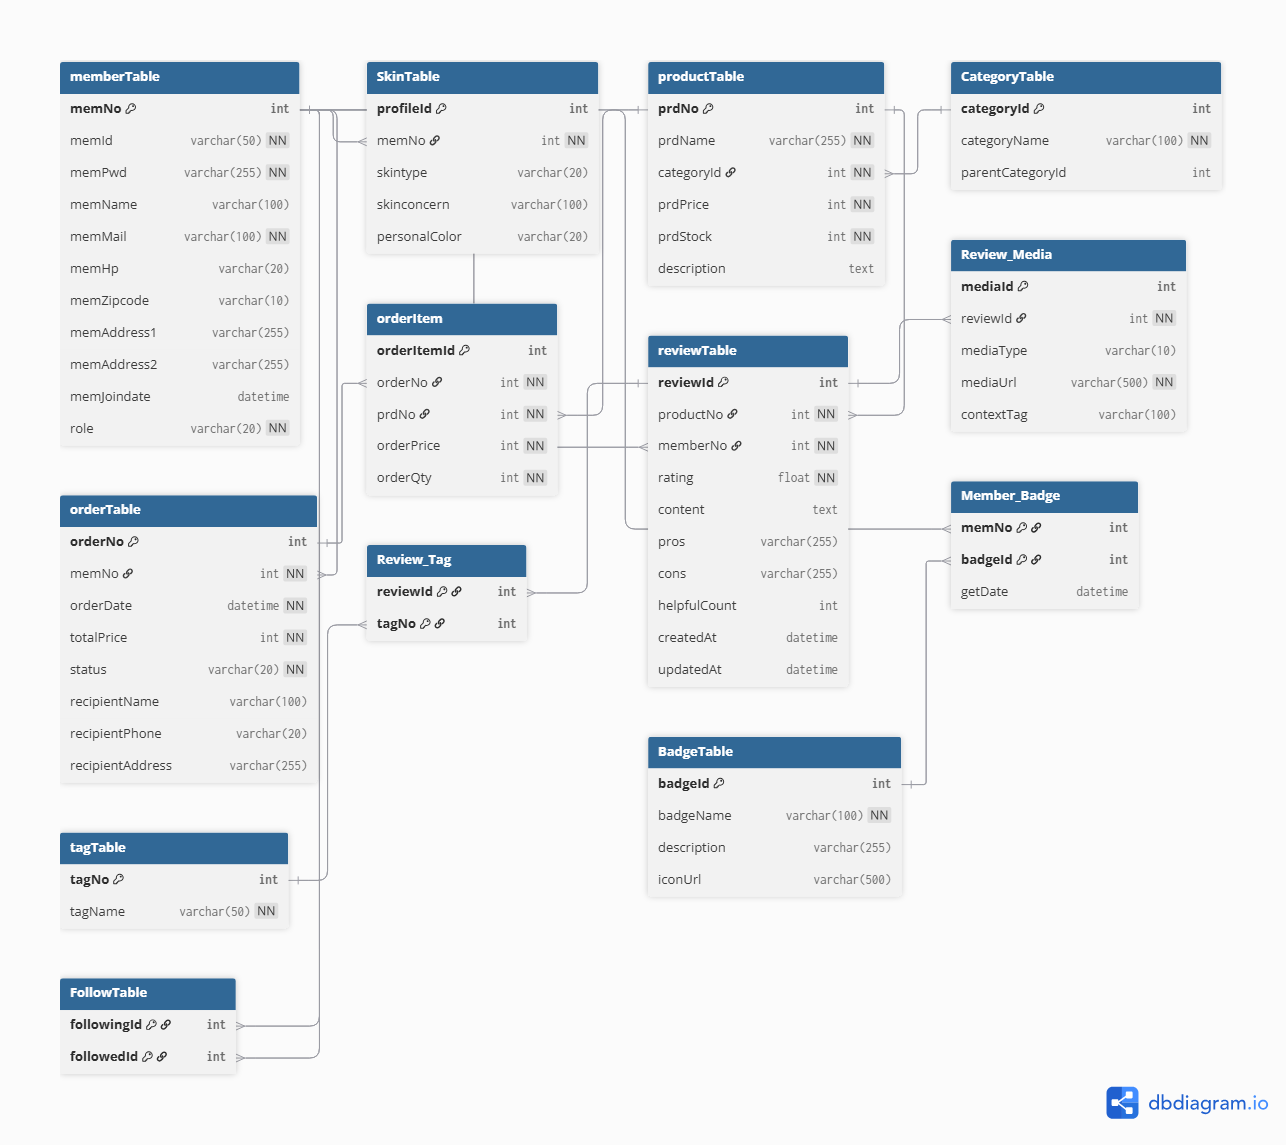 memberTable
memNo int
memId varchar(50) NN
memPwd varchar(255) NN
memName varchar(100)
memMail varchar(100) NN
memHp varchar(20)
memZipcode varchar(10)
memAddress1 varchar(255)
memAddress2 varchar(255)
memJoindate datetime
role varchar(20) NN
SkinTable
profileId int
memNo int NN
skintype varchar(20)
skinconcern varchar(100)
personalColor varchar(20)
productTable
prdNo int
prdName varchar(255) NN
categoryId int NN
prdPrice int NN
prdStock int NN
description text
CategoryTable
categoryId int
categoryName varchar(100) NN
parentCategoryId int
Review_Media
mediaId int
reviewId int NN
mediaType varchar(10)
mediaUrl varchar(500) NN
contextTag varchar(100)
orderItem
orderItemId int
orderNo int NN
prdNo int NN
orderPrice int NN
orderQty int NN
reviewTable
reviewId int
productNo int NN
memberNo int NN
rating float NN
content text
pros varchar(255)
cons varchar(255)
helpfulCount int
createdAt datetime
updatedAt datetime
Member_Badge
memNo int
badgeId int
getDate datetime
orderTable
orderNo int
memNo int NN
orderDate datetime NN
totalPrice int NN
status varchar(20) NN
recipientName varchar(100)
recipientPhone varchar(20)
recipientAddress varchar(255)
Review_Tag
reviewId int
tagNo int
BadgeTable
badgeId int
badgeName varchar(100) NN
description varchar(255)
iconUrl varchar(500)
tagTable
tagNo int
tagName varchar(50) NN
FollowTable
followingId int
followedId int
dbdiagram.io